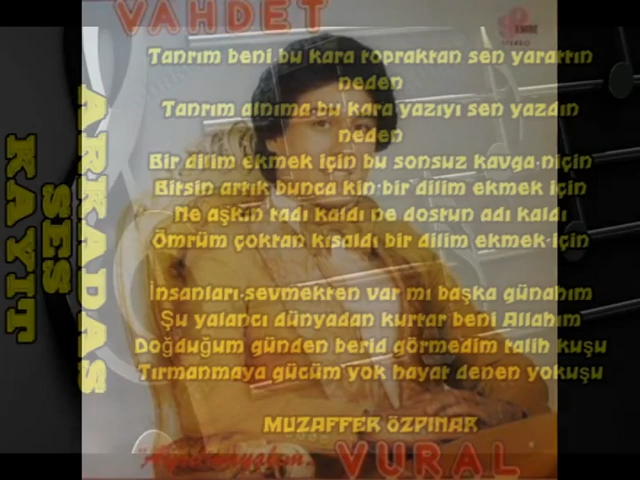 VAHDET
EMRE
STEREO
Tanrım beni bu kara topraktan sen yarattın
neden
Tanrım alnıma bu kara yazıyı sen yazdın
neden
Bir dilim ekmek için bu sonsuz kavga niçin
Bitsin artık bunca kin bir dilim ekmek için
Ne aşkın tadı kaldı ne dostun adı kaldı
Ömrüm çoktan kısaldı bir dilim ekmek için
İnsanları sevmekten var mı başka günahım
Şu yalancı dünyadan kurtar beni Allahım
Doğduğum günden berid görmedim talih kuşu
Tırmanmaya gücüm yok hayat denen yokuşu
MUZAFFER ÖZPINAR
VURAL
ARKADAS
SES
KAYIT